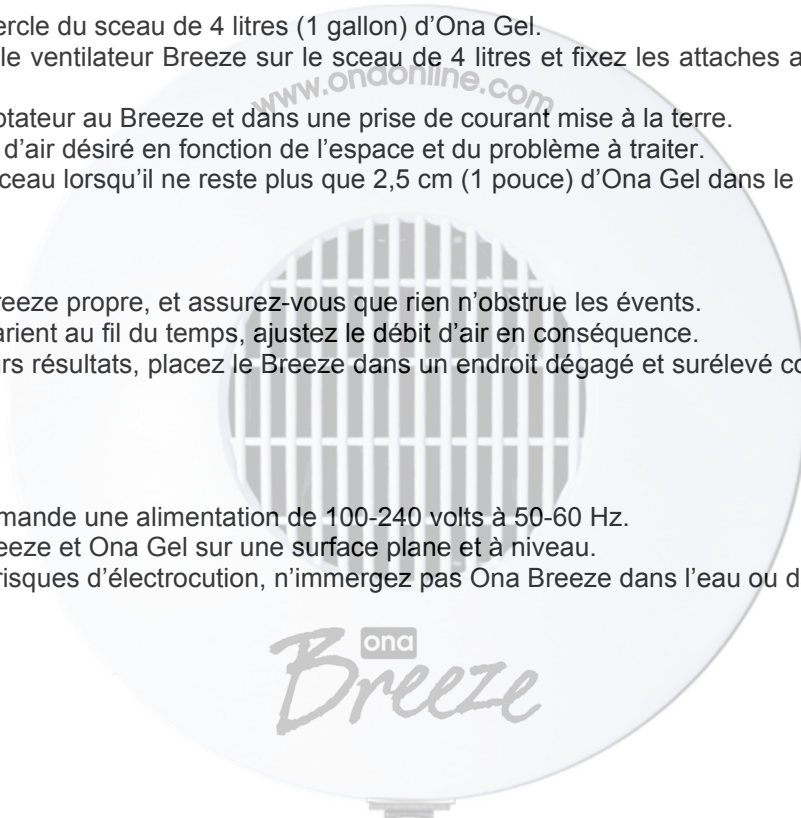 ercle du sceau de 4 litres (1 gallon) d’Ona Gel.
le ventilateur Breeze sur le sceau de 4 litres et fixez les attaches a
www.onaonline.com
ptateur au Breeze et dans une prise de courant mise à la terre.
d’air désiré en fonction de l’espace et du problème à traiter.
ceau lorsqu’il ne reste plus que 2,5 cm (1 pouce) d’Ona Gel dans le
reeze propre, et assurez-vous que rien n’obstrue les évents.
arient au fil du temps, ajustez le débit d’air en conséquence.
urs résultats, placez le Breeze dans un endroit dégagé et surélevé co
mande une alimentation de 100-240 volts à 50-60 Hz.
eeze et Ona Gel sur une surface plane et à niveau.
risques d’électrocution, n’immergez pas Ona Breeze dans l’eau ou d
ona
Breeze